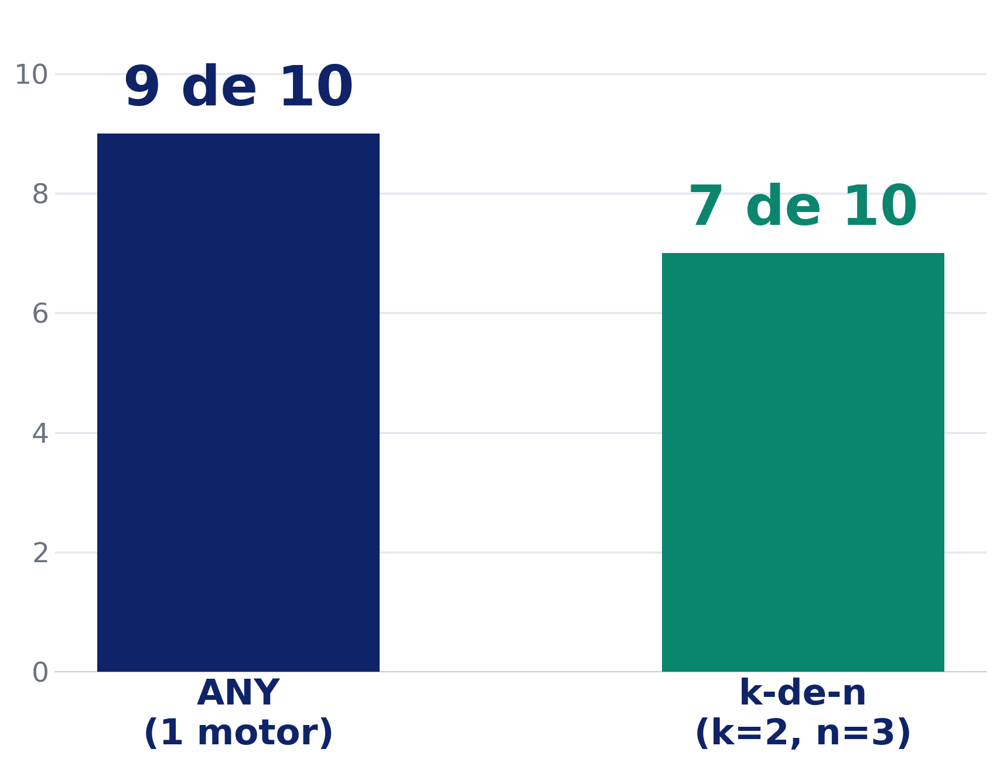 10
9 de 10
8
7 de 10
6
4
2
0
ANY
(1 motor)
k-de-n
(k=2, n=3)